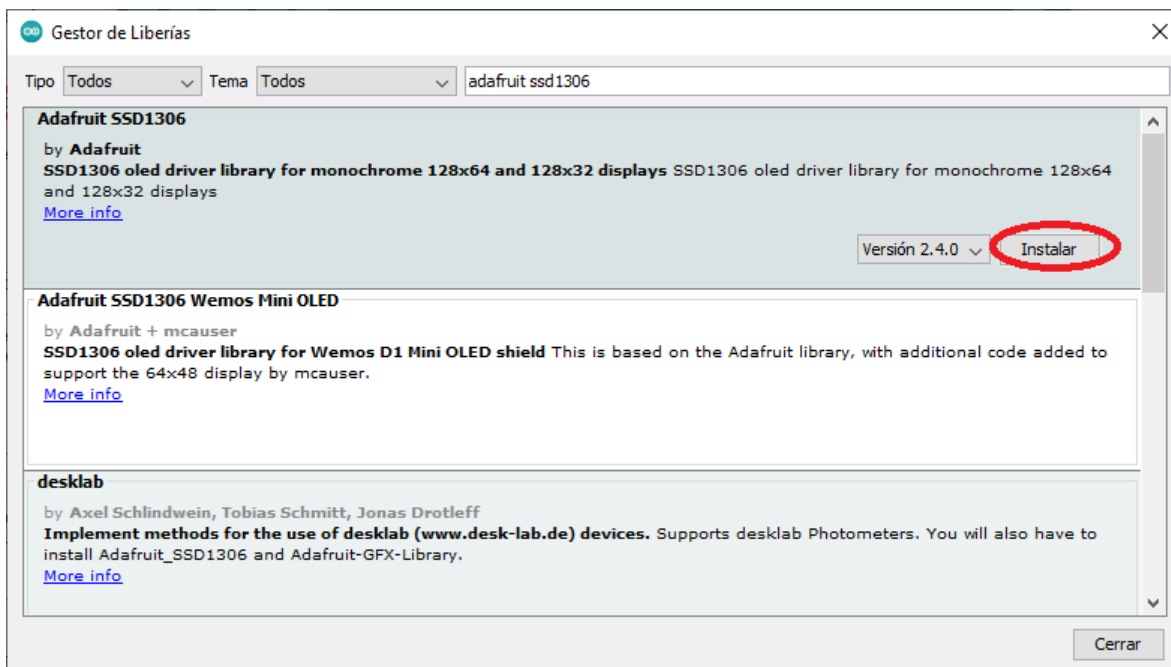 Gestor de Liberías
Tipo Todos Tema Todos adafruit ssd1306
Adafruit SSD1306
by Adafruit
SSD1306 oled driver library for monochrome 128x64 and 128x32 displays SSD1306 oled driver library for monochrome 128x64
and 128x32 displays
More info
Versión 2.4.0 Instalar
Adafruit SSD1306 Wemos Mini OLED
by Adafruit + mcauser
SSD1306 oled driver library for Wemos D1 Mini OLED shield This is based on the Adafruit library, with additional code added to
support the 64x48 display by mcauser.
More info
desklab
by Axel Schlindwein, Tobias Schmitt, Jonas Drotleff
Implement methods for the use of desklab (www.desk-lab.de) devices. Supports desklab Photometers. You will also have to
install Adafruit_SSD1306 and Adafruit-GFX-Library.
More info
Cerrar